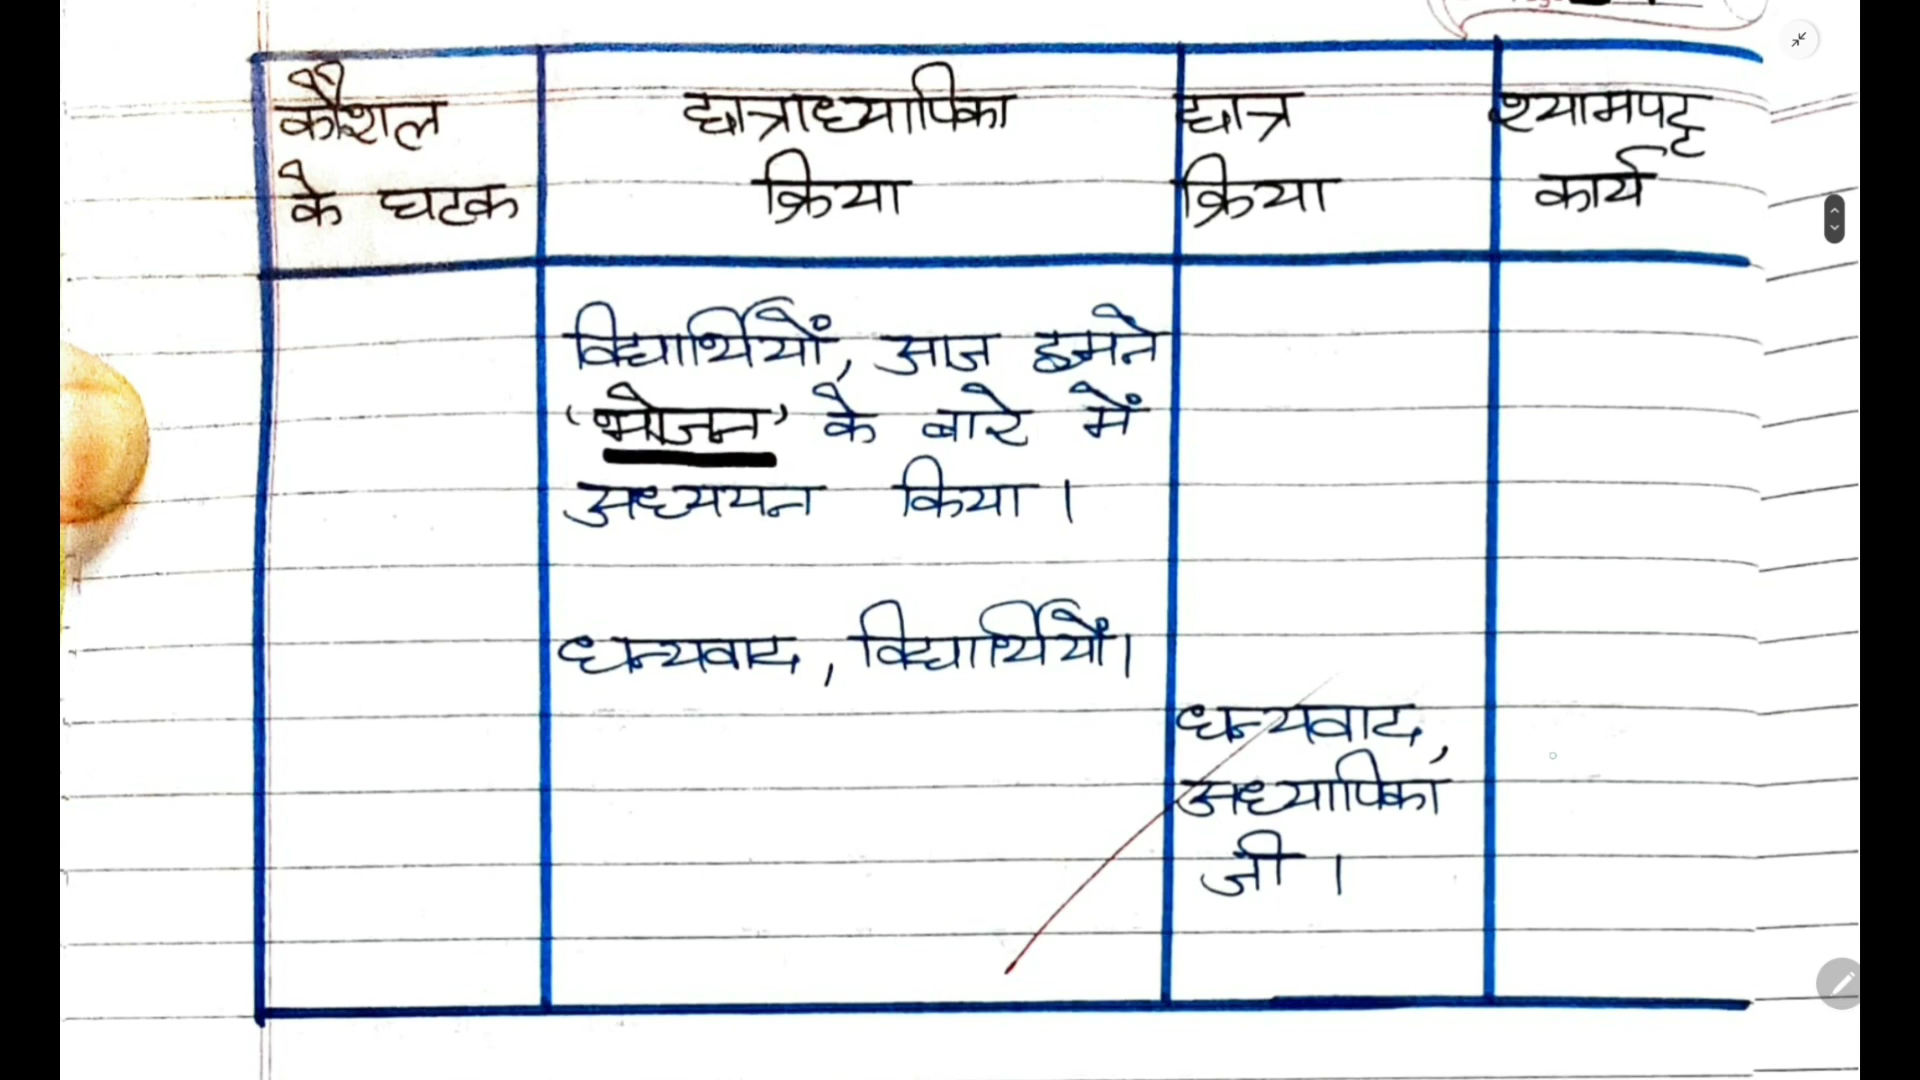 कौशल
के घटक
छात्राध्यापिका
क्रिया
छात्र
क्रिया
श्यामपट्ट
कार्य
विद्यार्थियों, आज हमने
'भोजन' के बारे में
अध्ययन किया।
धन्यवाद, विद्यार्थियों।
धन्यवाद,
अध्यापिका
जी।